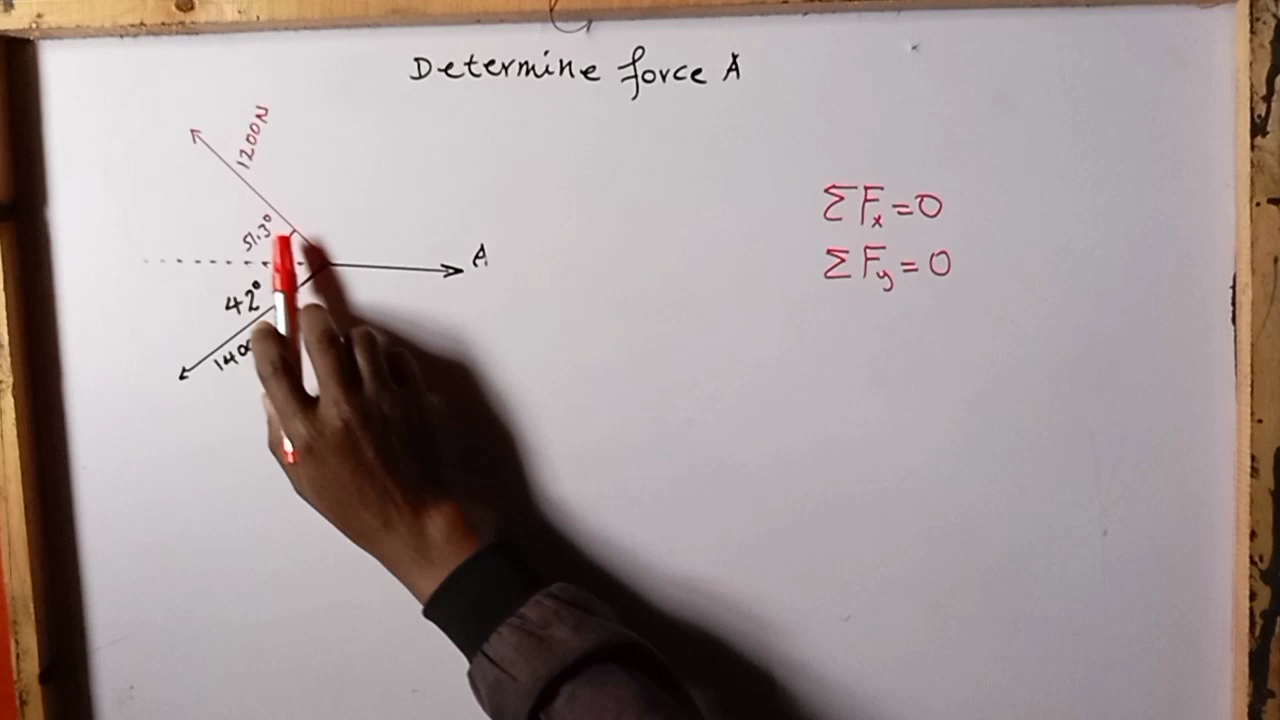 Determine force A
1200N
51.3°
A
42°
ΣFx=0
ΣFy=0